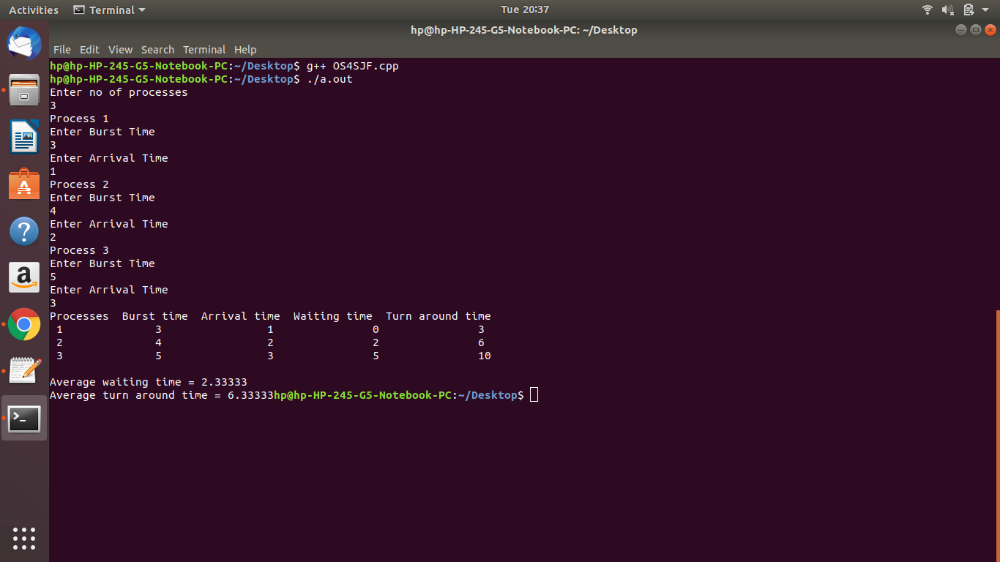 Activities Terminal Tue 20:37
hp@hp-HP-245-G5-Notebook-PC: ~/Desktop
File Edit View Search Terminal Help
hp@hp-HP-245-G5-Notebook-PC:~/Desktop$ g++ OS4SJF.cpp
hp@hp-HP-245-G5-Notebook-PC:~/Desktop$ ./a.out
Enter no of processes
3
Process 1
Enter Burst Time
3
Enter Arrival Time
1
Process 2
Enter Burst Time
4
Enter Arrival Time
2
Process 3
Enter Burst Time
5
Enter Arrival Time
3
Processes  Burst time  Arrival time  Waiting time  Turn around time
1 3 1 0 3
2 4 2 2 6
3 5 3 5 10
Average waiting time = 2.33333
Average turn around time = 6.33333hp@hp-HP-245-G5-Notebook-PC:~/Desktop$